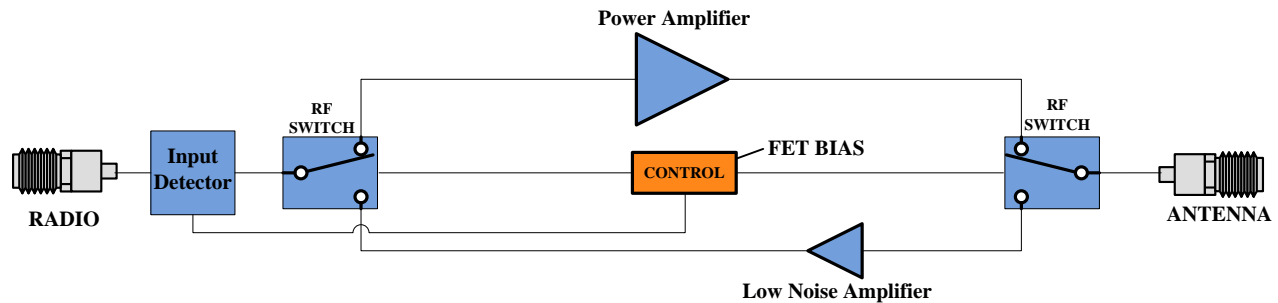 Power Amplifier
RF
SWITCH
RF
SWITCH
Input
Detector
FET BIAS
CONTROL
RADIO
ANTENNA
Low Noise Amplifier